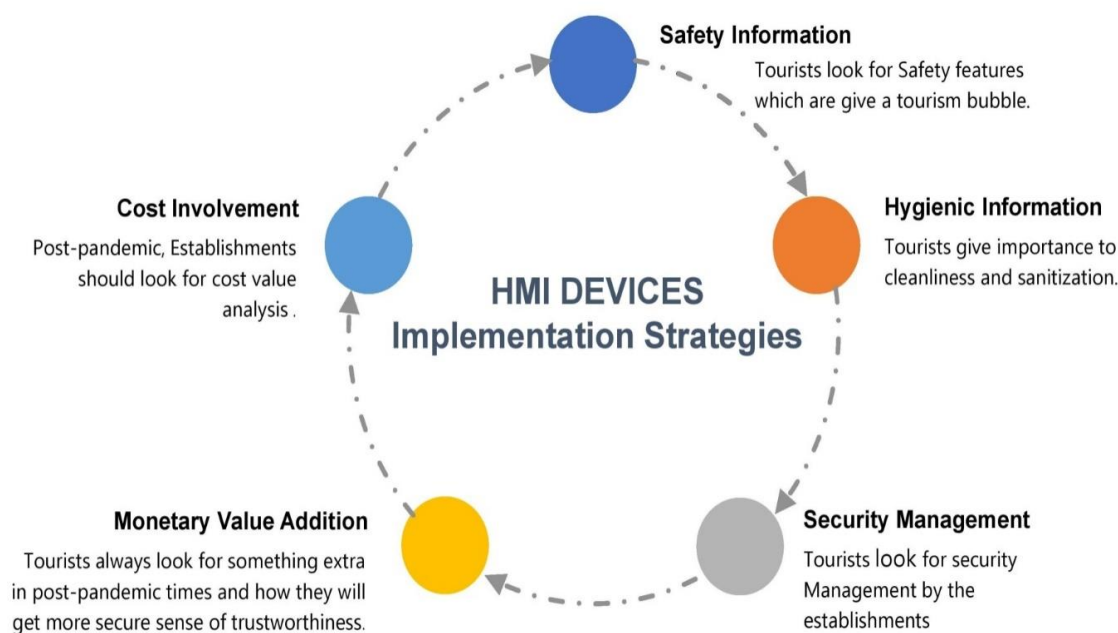 Safety Information
Tourists look for Safety features
which are give a tourism bubble.
Hygienic Information
Tourists give importance to
cleanliness and sanitization.
Security Management
Tourists look for security
Management by the
establishments
Monetary Value Addition
Tourists always look for something extra
in post-pandemic times and how they will
get more secure sense of trustworthiness.
Cost Involvement
Post-pandemic, Establishments
should look for cost value
analysis .
HMI DEVICES
Implementation Strategies